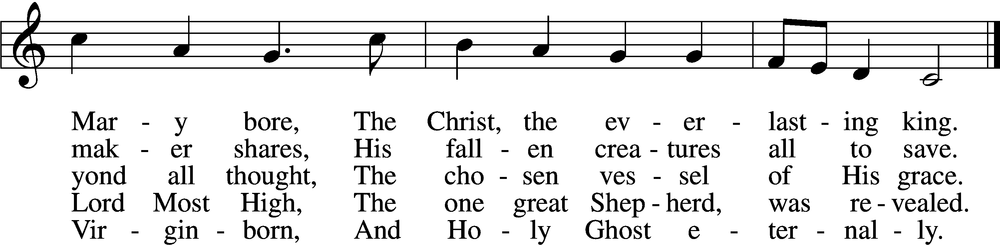 Mar - y bore, The Christ, the ev - er - last - ing king.
mak - er shares, His fall - en crea - tures all to save.
yond all thought, The cho - sen ves - sel of His grace.
Lord Most High, The one great Shep - herd, was re - vealed.
Vir - gin - born, And Ho - ly Ghost e - ter - nal - ly.